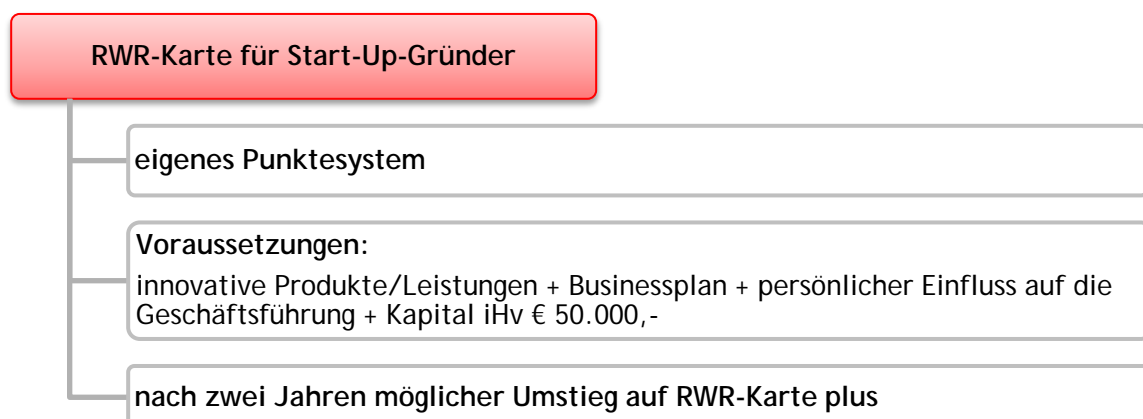 RWR-Karte für Start-Up-Gründer
eigenes Punktesystem
Voraussetzungen:
innovative Produkte/Leistungen + Businessplan + persönlicher Einfluss auf die
Geschäftsführung + Kapital iHv € 50.000,-
nach zwei Jahren möglicher Umstieg auf RWR-Karte plus